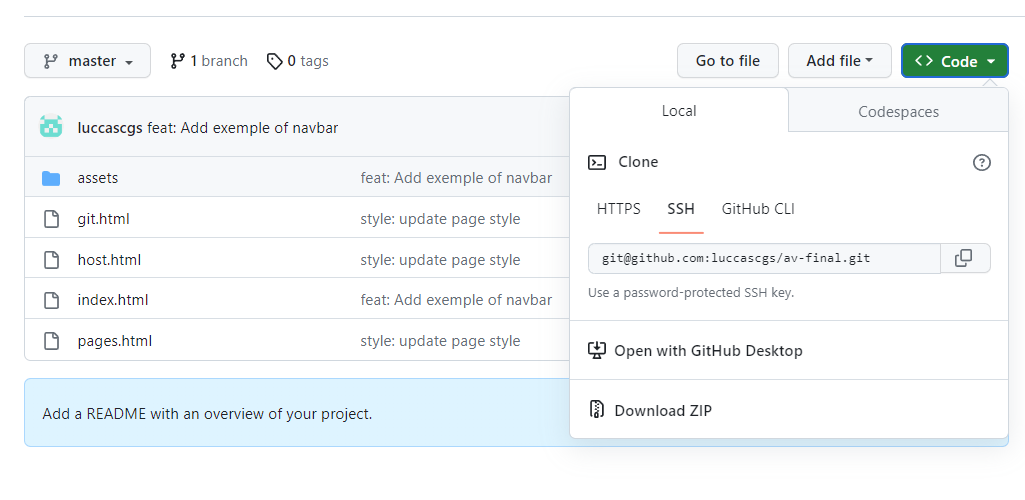 master 1 branch 0 tags Go to file Add file Code
Local Codespaces
luccascgs feat: Add exemple of navbar
Clone
assets feat: Add exemple of navbar
HTTPS SSH GitHub CLI
git.html style: update page style
git@github.com:luccascgs/av-final.git
host.html style: update page style
Use a password-protected SSH key.
index.html feat: Add exemple of navbar
pages.html style: update page style
Open with GitHub Desktop
Download ZIP
Add a README with an overview of your project.